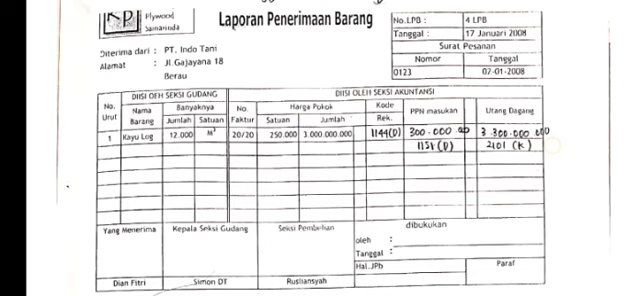 Plywood
Samarinda
Laporan Penerimaan Barang
No.LPB : 4 LPB
Tanggal : 17 Januari 2008
Surat Pesanan
Nomor Tanggal
0123 02-01-2008
Diterima dari : PT. Indo Tani
Alamat : Jl.Gajayana 18
Berau
DIISI OEH SEKSI GUDANG DIISI OLEH SEKSI AKUNTANSI
No. Urut Nama Barang Banyaknya No. Faktur Harga Pokok Kode Rek. PPN masukan Utang Dagang
Jumlah Satuan Satuan Jumlah
1 Kayu Log 12.000 M³ 20/20 250.000 3.000.000.000 1144(D) 300.000.00 3.300.000.000
(D) 2101 (K)
Yang Menerima Kepala Seksi Gudang Seksi Pembelian dibukukan
oleh :
Tanggal :
Hal.JPb Paraf
Dian Fitri Simon DT Rustiansyah